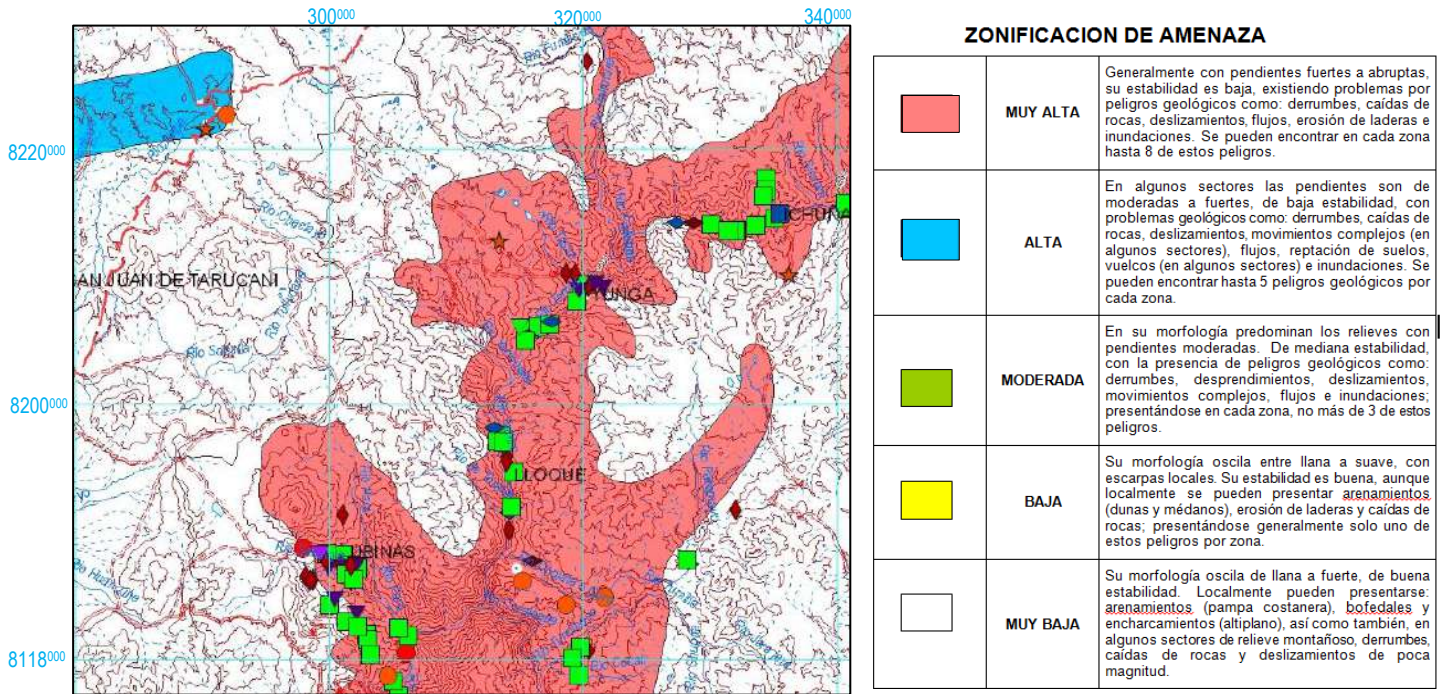 300000
320000
340000
8220000
8200000
8118000
ICHUÑA
YUNGA
AN JUAN DE TARUCANI
LLOQUE
UBINAS
Río Salinas
ZONIFICACION DE AMENAZA
MUY ALTA
Generalmente con pendientes fuertes a abruptas,
su estabilidad es baja, existiendo problemas por
peligros geológicos como: derrumbes, caídas de
rocas, deslizamientos, flujos, erosión de laderas e
inundaciones. Se pueden encontrar en cada zona
hasta 8 de estos peligros.
ALTA
En algunos sectores las pendientes son de
moderadas a fuertes, de baja estabilidad, con
problemas geológicos como: derrumbes, caídas de
rocas, deslizamientos, movimientos complejos (en
algunos sectores), flujos, reptación de suelos,
vuelcos (en algunos sectores) e inundaciones. Se
pueden encontrar hasta 5 peligros geológicos por
cada zona.
MODERADA
En su morfología predominan los relieves con
pendientes moderadas. De mediana estabilidad,
con la presencia de peligros geológicos como:
derrumbes, desprendimientos, deslizamientos,
movimientos complejos, flujos e inundaciones;
presentándose en cada zona, no más de 3 de estos
peligros.
BAJA
Su morfología oscila entre llana a suave, con
escarpas locales. Su estabilidad es buena, aunque
localmente se pueden presentar arenamientos
(dunas y médanos), erosión de laderas y caídas de
rocas; presentándose generalmente solo uno de
estos peligros por zona.
MUY BAJA
Su morfología oscila de llana a fuerte, de buena
estabilidad. Localmente pueden presentarse:
arenamientos (pampa costanera), bofedales y
encharcamientos (altiplano), así como también, en
algunos sectores de relieve montañoso, derrumbes,
caídas de rocas y deslizamientos de poca
magnitud.